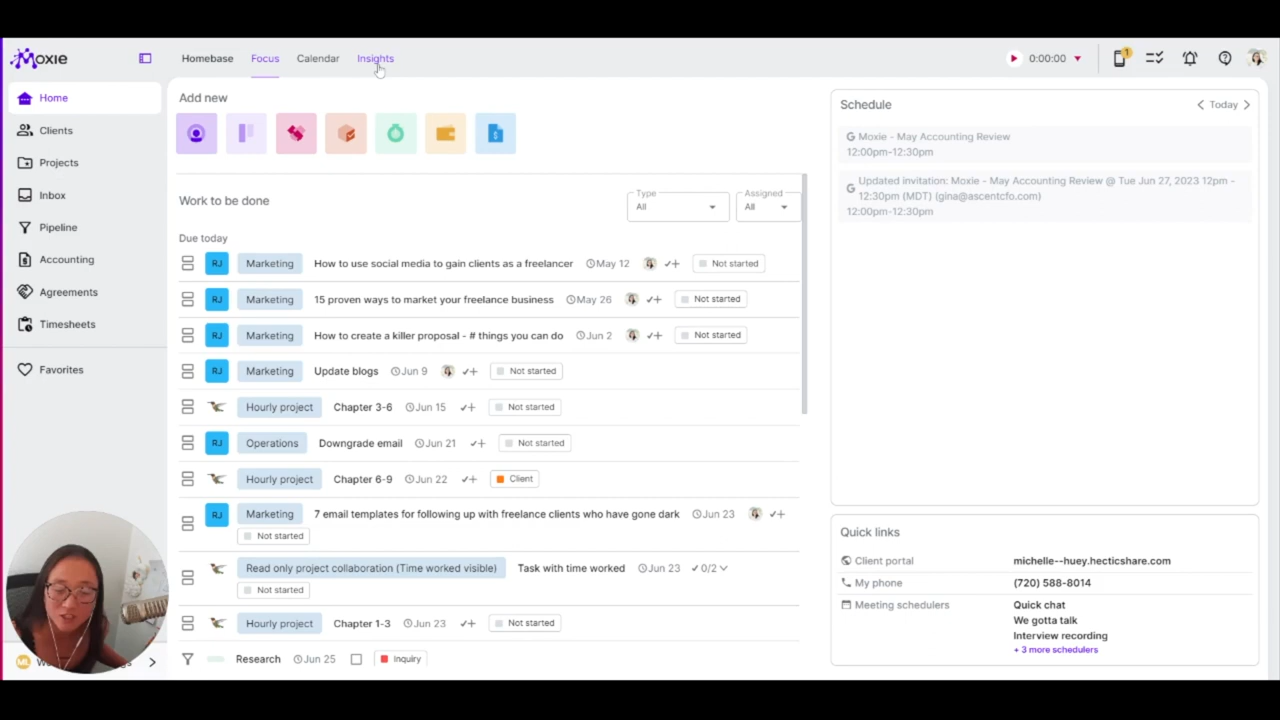 Moxie
Homebase Focus Calendar Insights
0:00:00
1
Home
Clients
Projects
Inbox
Pipeline
Accounting
Agreements
Timesheets
Favorites
Add new
Work to be done
Type
All
Assigned
All
Due today
RJ Marketing How to use social media to gain clients as a freelancer May 12 Not started
RJ Marketing 15 proven ways to market your freelance business May 26 Not started
RJ Marketing How to create a killer proposal - # things you can do Jun 2 Not started
RJ Marketing Update blogs Jun 9 Not started
Hourly project Chapter 3-6 Jun 15 Not started
RJ Operations Downgrade email Jun 21 Not started
Hourly project Chapter 6-9 Jun 22 Client
RJ Marketing 7 email templates for following up with freelance clients who have gone dark Jun 23
Not started
Read only project collaboration (Time worked visible) Task with time worked Jun 23 0/2
Not started
Hourly project Chapter 1-3 Jun 23 Not started
Research Jun 25 Inquiry
Schedule
Today
Moxie - May Accounting Review
12:00pm-12:30pm
Updated invitation: Moxie - May Accounting Review @ Tue Jun 27, 2023 12pm -
12:30pm (MDT) (gina@ascentcfo.com)
12:00pm-12:30pm
Quick links
Client portal michelle--huey.hecticshare.com
My phone (720) 588-8014
Meeting schedulers Quick chat
We gotta talk
Interview recording
+ 3 more schedulers